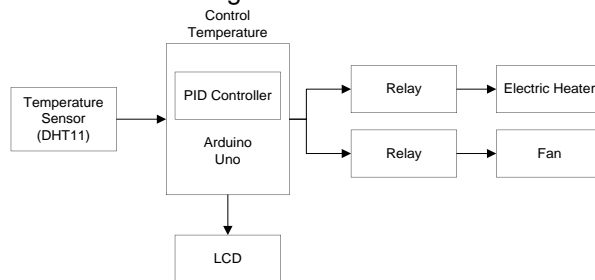 Control
Temperature
PID Controller
Relay
Electric Heater
Temperature
Sensor
(DHT11)
Arduino
Uno
Relay
Fan
LCD